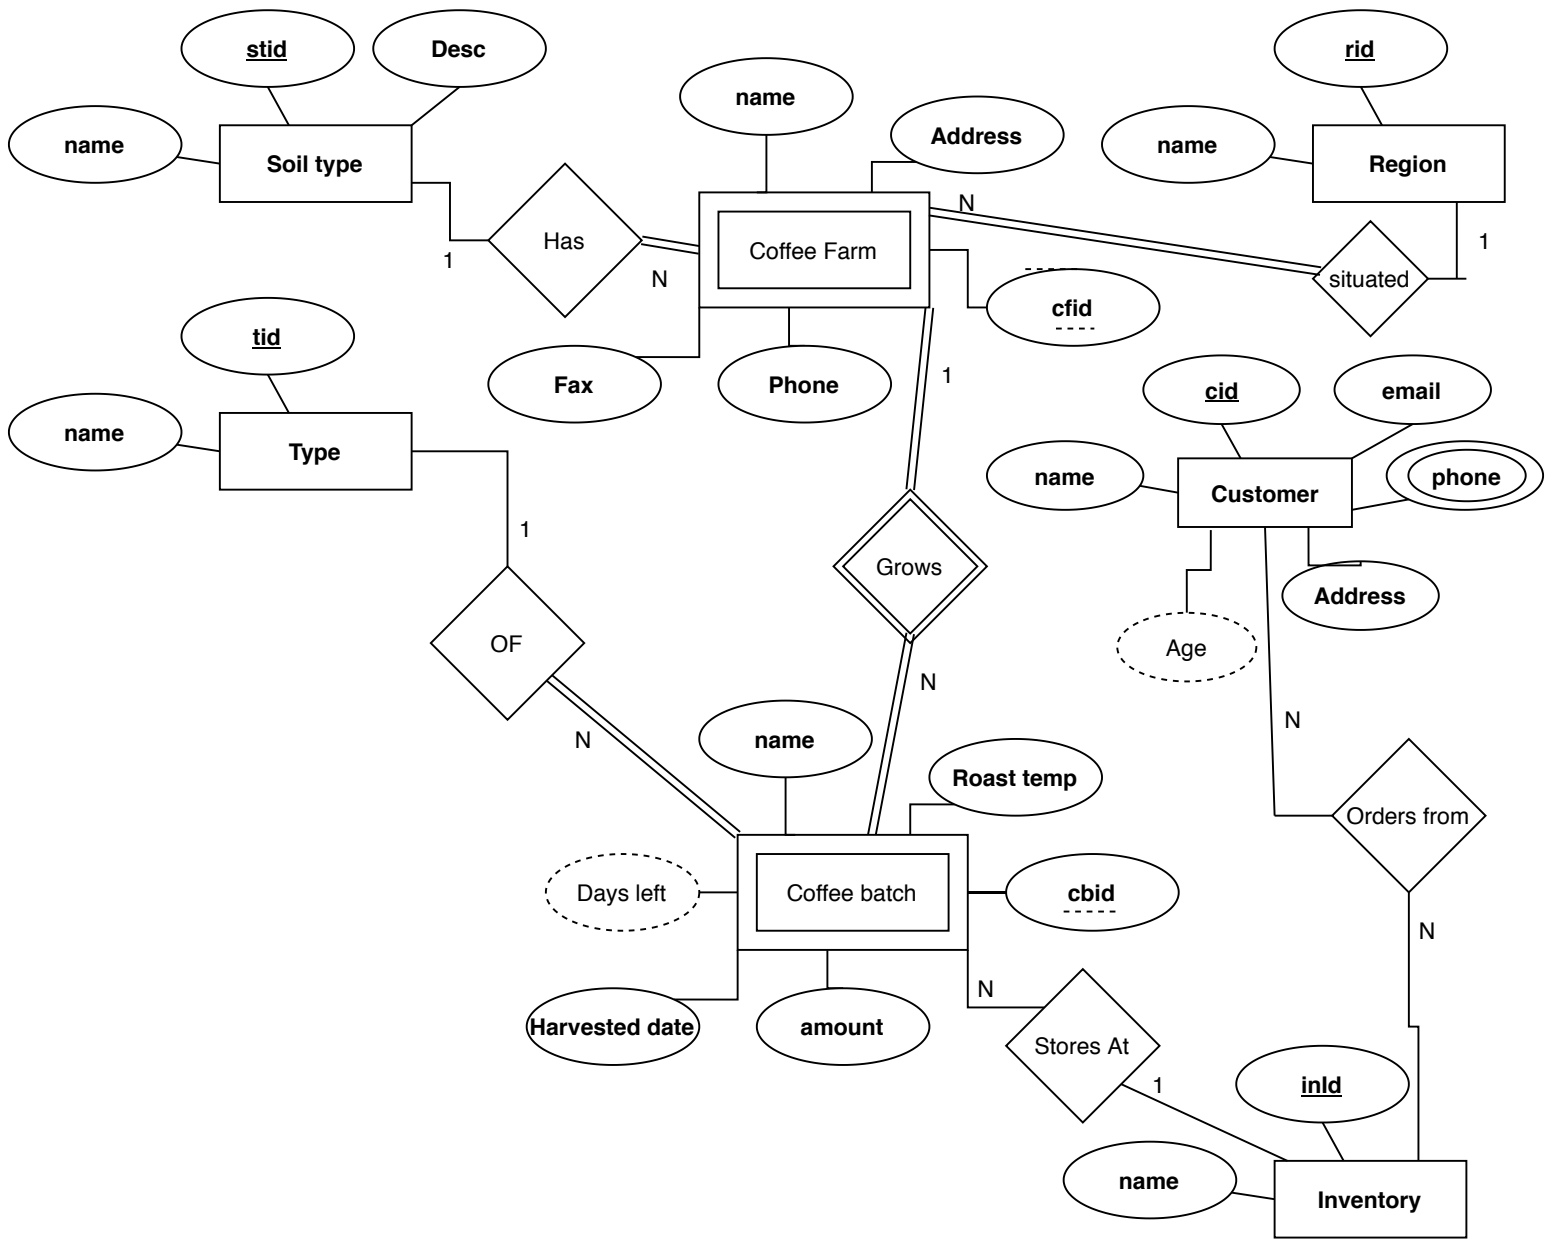 stid
Desc
name
Soil type
name
Address
rid
name
Region
Has
1
N
Coffee Farm
N
1
situated
cfid
Fax
Phone
1
tid
name
Type
1
cid
email
name
Customer
phone
Address
Age
Grows
N
OF
N
name
Roast temp
N
Orders from
Days left
Coffee batch
cbid
N
Harvested date
amount
N
Stores At
1
inId
name
Inventory